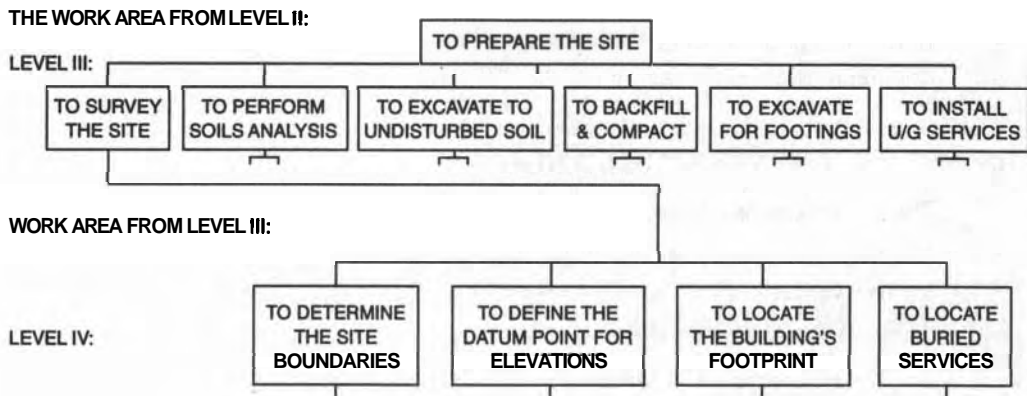 THE WORK AREA FROM LEVEL II:
TO PREPARE THE SITE
LEVEL III:
TO SURVEY
THE SITE
TO PERFORM
SOILS ANALYSIS
TO EXCAVATE TO
UNDISTURBED SOIL
TO BACKFILL
& COMPACT
TO EXCAVATE
FOR FOOTINGS
TO INSTALL
U/G SERVICES
WORK AREA FROM LEVEL III:
LEVEL IV:
TO DETERMINE
THE SITE
BOUNDARIES
TO DEFINE THE
DATUM POINT FOR
ELEVATIONS
TO LOCATE
THE BUILDING'S
FOOTPRINT
TO LOCATE
BURIED
SERVICES